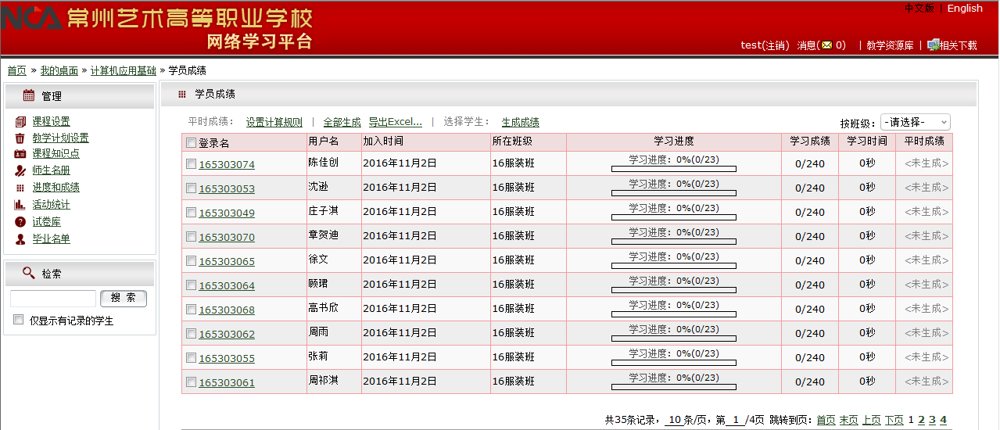 中文版 | English
NCA 常州艺术高等职业学校
网络学习平台
test(注销) 消息( 0) | 教学资源库 | 相关下载
首页 » 我的桌面 » 计算机应用基础 » 学员成绩
管理
课程设置
教学计划设置
课程知识点
师生名册
进度和成绩
活动统计
试卷库
毕业名单
检索
搜 索
仅显示有记录的学生
学员成绩
平时成绩: 设置计算规则 | 全部生成 导出Excel... | 选择学生: 生成成绩
按班级: -请选择-
登录名 用户名 加入时间 所在班级 学习进度 学习成绩 学习时间 平时成绩
165303074 陈佳创 2016年11月2日 16服装班 学习进度: 0%(0/23) 0/240 0秒 <未生成>
165303053 沈逊 2016年11月2日 16服装班 学习进度: 0%(0/23) 0/240 0秒 <未生成>
165303049 庄子淇 2016年11月2日 16服装班 学习进度: 0%(0/23) 0/240 0秒 <未生成>
165303070 章贺迪 2016年11月2日 16服装班 学习进度: 0%(0/23) 0/240 0秒 <未生成>
165303065 徐文 2016年11月2日 16服装班 学习进度: 0%(0/23) 0/240 0秒 <未生成>
165303064 顾珺 2016年11月2日 16服装班 学习进度: 0%(0/23) 0/240 0秒 <未生成>
165303068 高书欣 2016年11月2日 16服装班 学习进度: 0%(0/23) 0/240 0秒 <未生成>
165303062 周雨 2016年11月2日 16服装班 学习进度: 0%(0/23) 0/240 0秒 <未生成>
165303055 张莉 2016年11月2日 16服装班 学习进度: 0%(0/23) 0/240 0秒 <未生成>
165303061 周祁淇 2016年11月2日 16服装班 学习进度: 0%(0/23) 0/240 0秒 <未生成>
共35条记录, 10 条/页, 第 1 /4页 跳转到页: 首页 末页 上页 下页 1 2 3 4